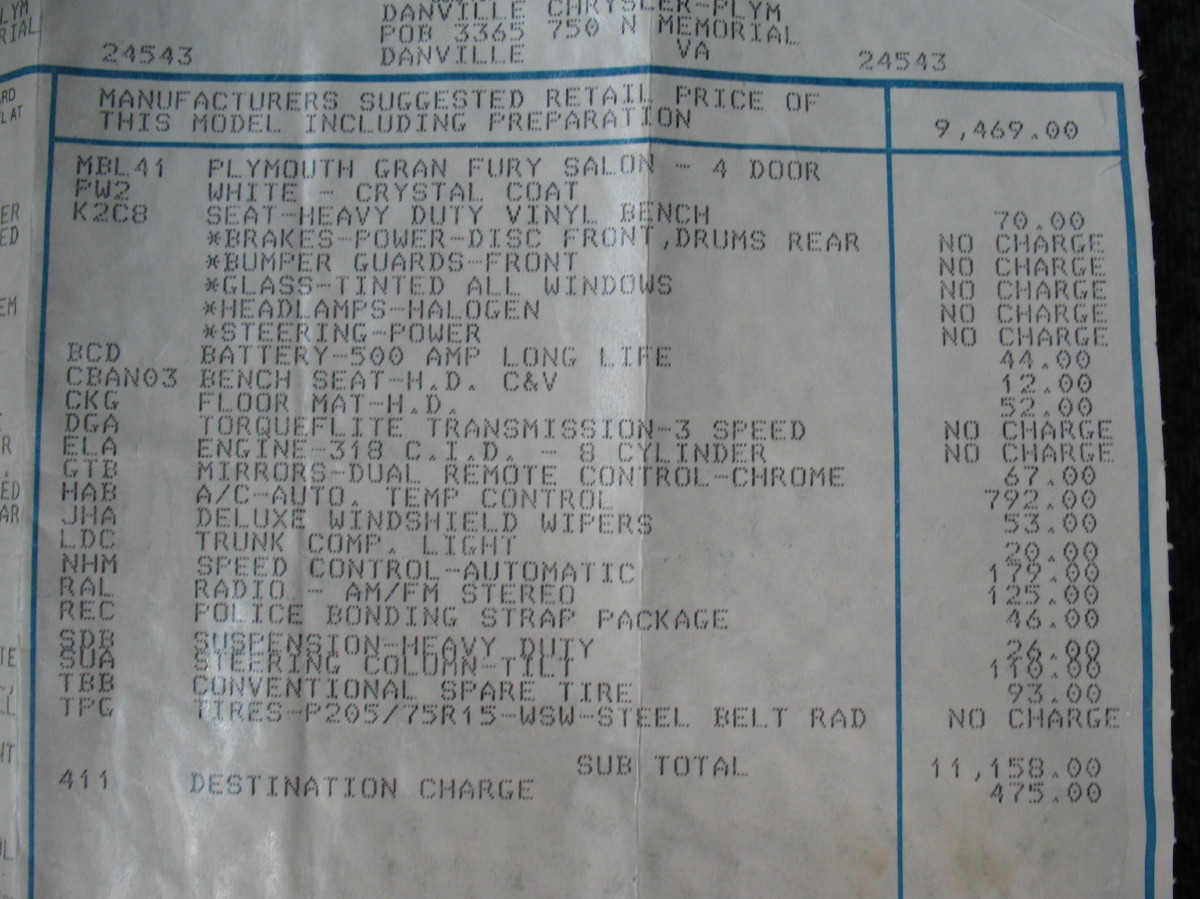 DANVILLE CHRYSLER-PLYM
POB 3365 750 N MEMORIAL
24543 DANVILLE VA 24543
MANUFACTURERS SUGGESTED RETAIL PRICE OF
THIS MODEL INCLUDING PREPARATION 9,469.00
MBL41 PLYMOUTH GRAN FURY SALON - 4 DOOR
PW2 WHITE - CRYSTAL COAT
K2C8 SEAT-HEAVY DUTY VINYL BENCH 70.00
*BRAKES-POWER-DISC FRONT,DRUMS REAR NO CHARGE
*BUMPER GUARDS-FRONT NO CHARGE
*GLASS-TINTED ALL WINDOWS NO CHARGE
*HEADLAMPS-HALOGEN NO CHARGE
*STEERING-POWER NO CHARGE
BCD BATTERY-500 AMP LONG LIFE 44.00
CBAN03 BENCH SEAT-H.D. C&V 12.00
CKG FLOOR MAT-H.D. 52.00
DGA TORQUEFLITE TRANSMISSION-3 SPEED NO CHARGE
ELA ENGINE-318 C.I.D. - 8 CYLINDER NO CHARGE
GTB MIRRORS-DUAL REMOTE CONTROL-CHROME 67.00
HAB A/C-AUTO. TEMP CONTROL 792.00
JHA DELUXE WINDSHIELD WIPERS 53.00
LDC TRUNK COMP. LIGHT 20.00
NHM SPEED CONTROL-AUTOMATIC 179.00
RAL RADIO - AM/FM STEREO 125.00
REC POLICE BONDING STRAP PACKAGE 46.00
SDB SUSPENSION-HEAVY DUTY 26.00
SUA STEERING COLUMN-TILT 110.00
TBB CONVENTIONAL SPARE TIRE 93.00
TPG TIRES-P205/75R15-WSW-STEEL BELT RAD NO CHARGE
SUB TOTAL 11,158.00
411 DESTINATION CHARGE 475.00